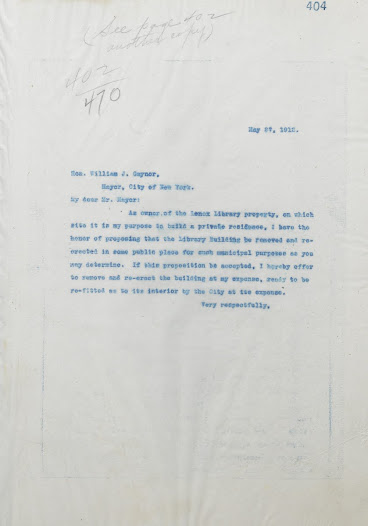 404
(See page 402
another copy)
402
470
May 27, 1912.
Hon. William J. Gaynor,
Mayor, City of New York.
My dear Mr. Mayor:
As owner of the Lenox Library property, on which
site it is my purpose to build a private residence, I have the
honor of proposing that the Library Building be removed and re-
erected in some public place for such municipal purposes as you
may determine. If this proposition be accepted, I hereby offer
to remove and re-erect the building at my expense, ready to be
re-fitted as to its interior by the City at its expense.
Very respectfully,